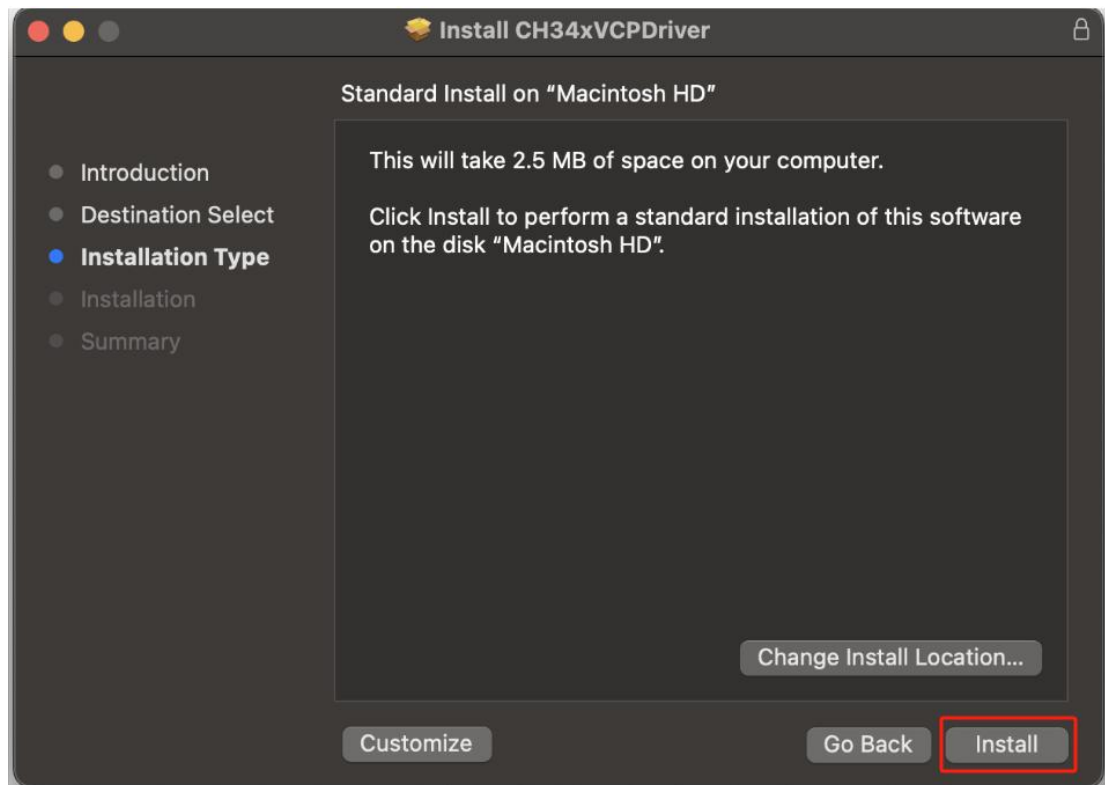 Install CH34xVCPDriver
Standard Install on “Macintosh HD”
Introduction
Destination Select
Installation Type
Installation
Summary
This will take 2.5 MB of space on your computer.
Click Install to perform a standard installation of this software
on the disk “Macintosh HD”.
Change Install Location...
Customize
Go Back
Install